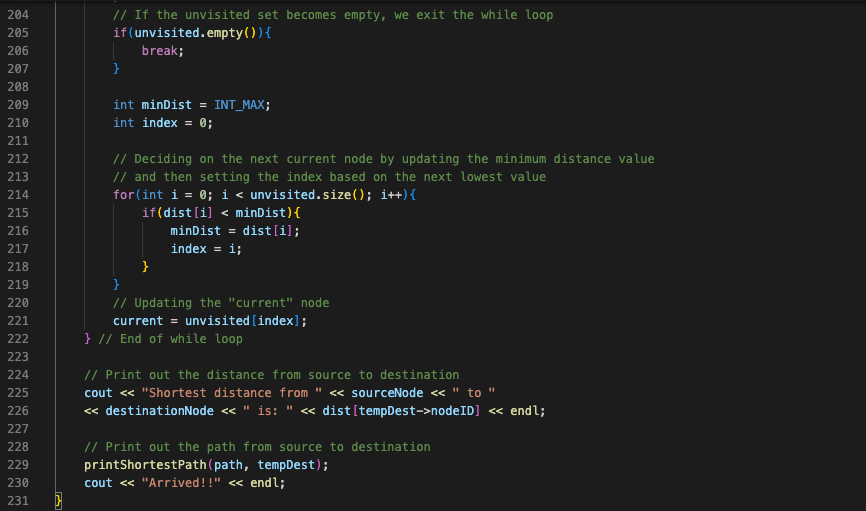 204 // If the unvisited set becomes empty, we exit the while loop
205 if(unvisited.empty()){
206 break;
207 }
208
209 int minDist = INT_MAX;
210 int index = 0;
211
212 // Deciding on the next current node by updating the minimum distance value
213 // and then setting the index based on the next lowest value
214 for(int i = 0; i < unvisited.size(); i++){
215 if(dist[i] < minDist){
216 minDist = dist[i];
217 index = i;
218 }
219 }
220 // Updating the "current" node
221 current = unvisited[index];
222 } // End of while loop
223
224 // Print out the distance from source to destination
225 cout << "Shortest distance from " << sourceNode << " to "
226 << destinationNode << " is: " << dist[tempDest->nodeID] << endl;
227
228 // Print out the path from source to destination
229 printShortestPath(path, tempDest);
230 cout << "Arrived!!" << endl;
231 }